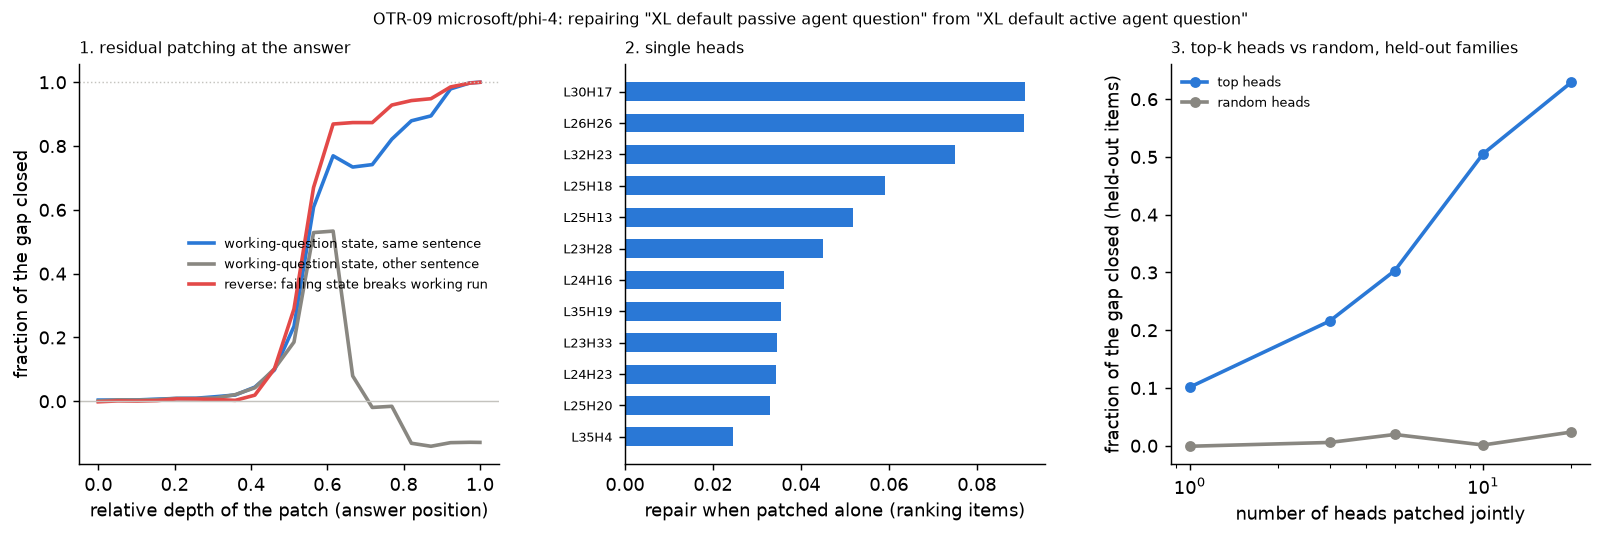 OTR-09 microsoft/phi-4: repairing "XL default passive agent question" from "XL default active agent question"
1. residual patching at the answer
fraction of the gap closed
1.0
0.8
0.6
0.4
0.2
0.0
working-question state, same sentence
working-question state, other sentence
reverse: failing state breaks working run
0.0 0.2 0.4 0.6 0.8 1.0
relative depth of the patch (answer position)
2. single heads
L30H17
L26H26
L32H23
L25H18
L25H13
L23H28
L24H16
L35H19
L23H33
L24H23
L25H20
L35H4
0.00 0.02 0.04 0.06 0.08
repair when patched alone (ranking items)
3. top-k heads vs random, held-out families
fraction of the gap closed (held-out items)
top heads
random heads
0.6
0.5
0.4
0.3
0.2
0.1
0.0
10⁰ 10¹
number of heads patched jointly